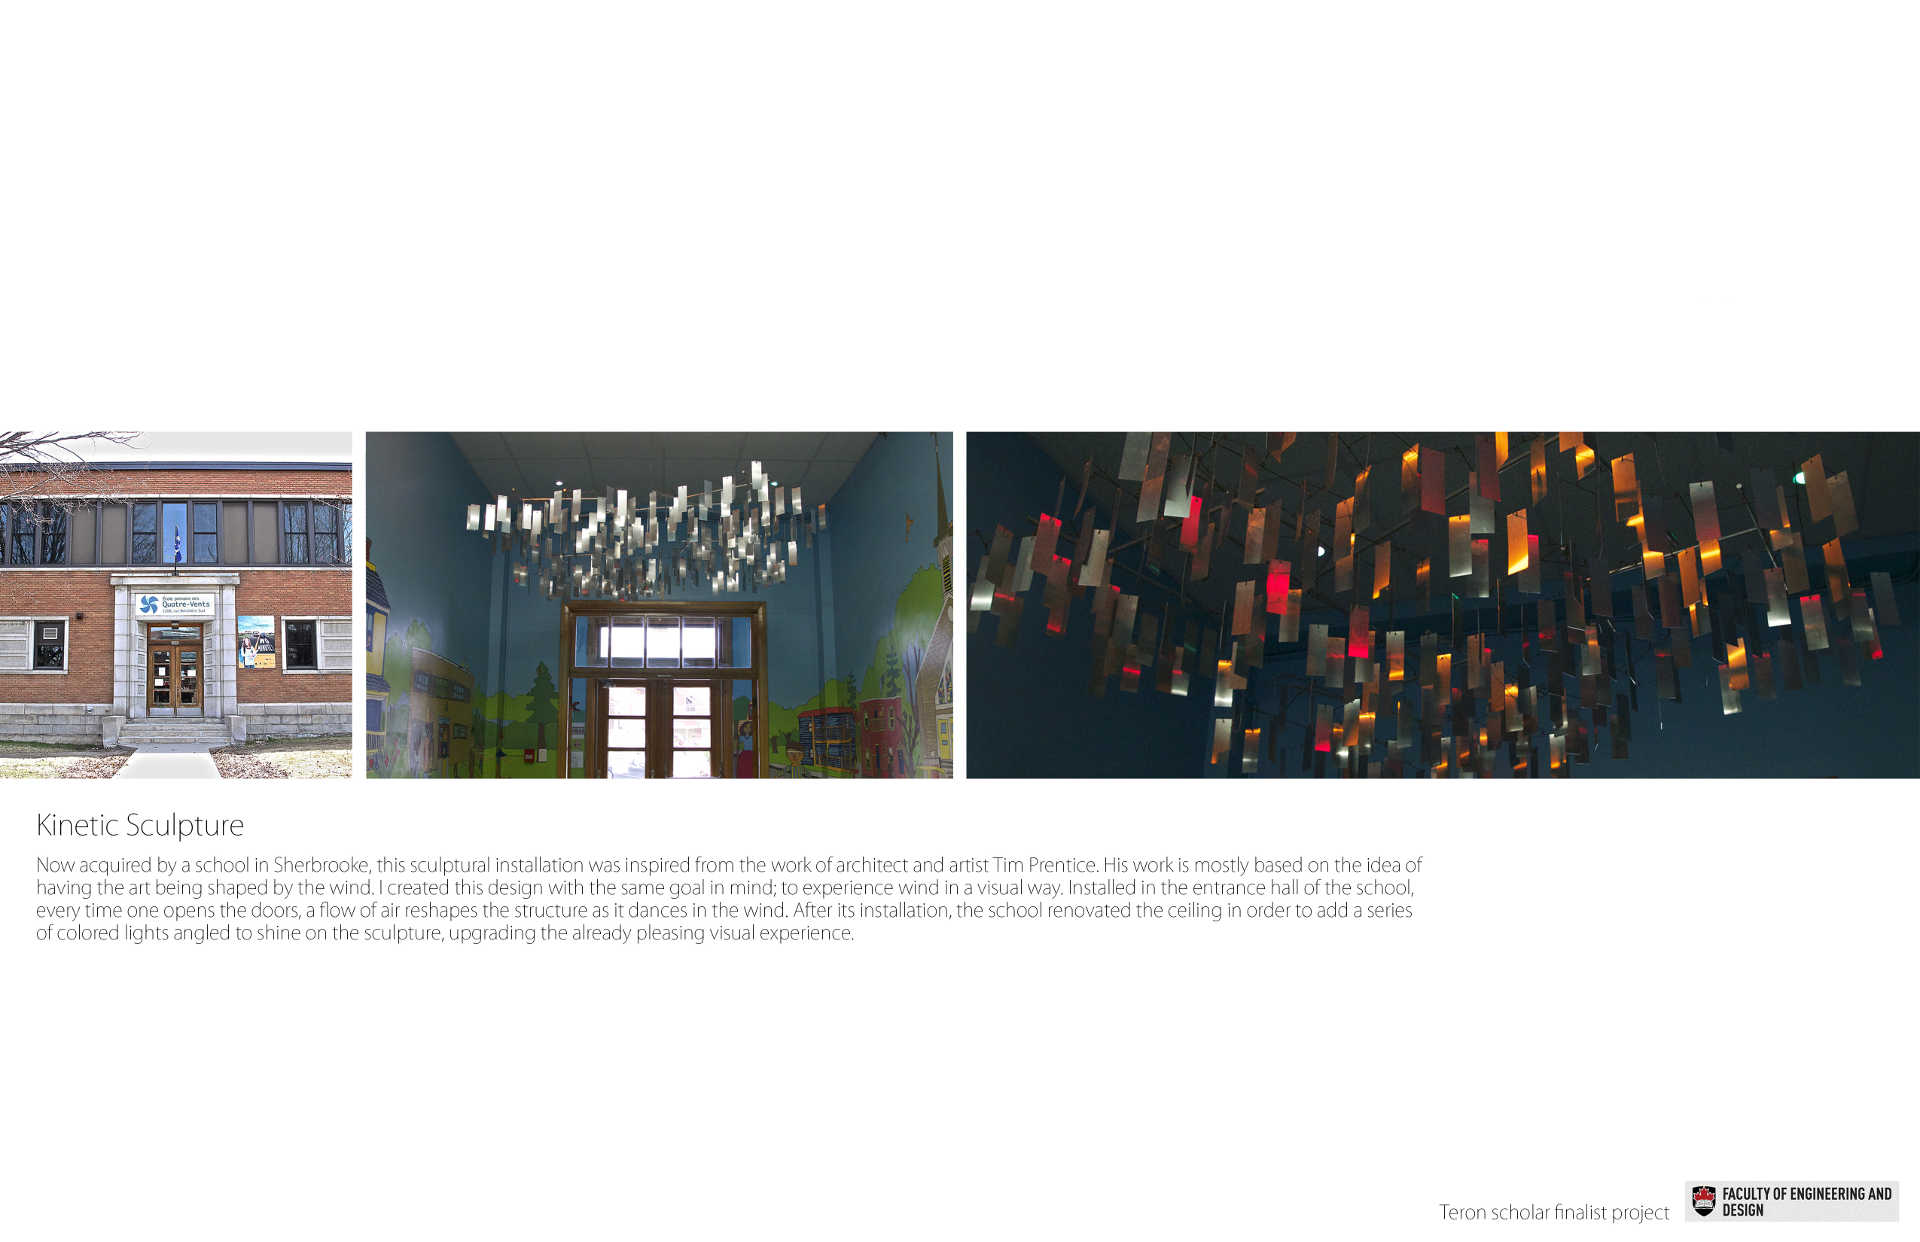 École primaire des
Quatre-Vents
Kinetic Sculpture
Now acquired by a school in Sherbrooke, this sculptural installation was inspired from the work of architect and artist Tim Prentice. His work is mostly based on the idea of
having the art being shaped by the wind. I created this design with the same goal in mind; to experience wind in a visual way. Installed in the entrance hall of the school,
every time one opens the doors, a flow of air reshapes the structure as it dances in the wind. After its installation, the school renovated the ceiling in order to add a series
of colored lights angled to shine on the sculpture, upgrading the already pleasing visual experience.
Teron scholar finalist project
FACULTY OF ENGINEERING AND
DESIGN